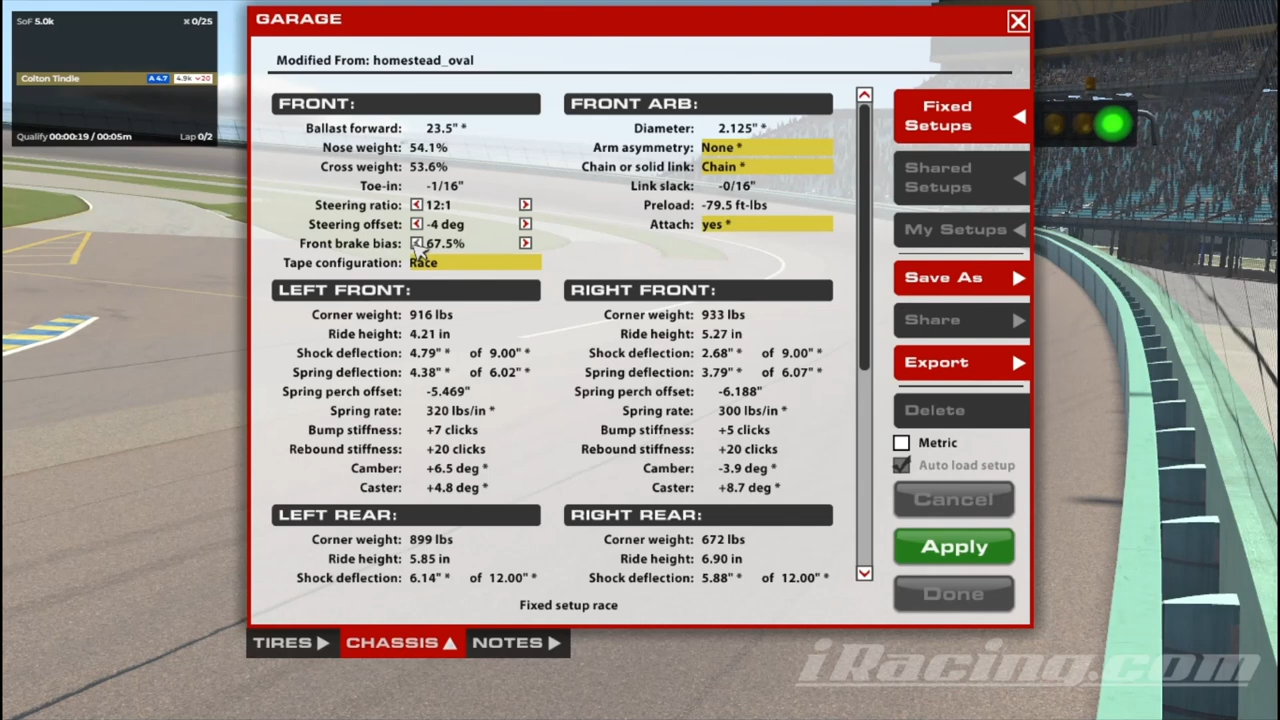 SoF 5.0k 0/25
Colton Tindle A 4.7 4.9k 20
Qualify 00:00:19 / 00:05m Lap 0/2
GARAGE
Modified From: homestead_oval
FRONT:
Ballast forward: 23.5" *
Nose weight: 54.1%
Cross weight: 53.6%
Toe-in: -1/16"
Steering ratio: 12:1
Steering offset: -4 deg
Front brake bias: 67.5%
Tape configuration: Race
FRONT ARB:
Diameter: 2.125" *
Arm asymmetry: None *
Chain or solid link: Chain *
Link slack: -0/16"
Preload: -79.5 ft-lbs
Attach: yes *
LEFT FRONT:
Corner weight: 916 lbs
Ride height: 4.21 in
Shock deflection: 4.79" * of 9.00" *
Spring deflection: 4.38" * of 6.02" *
Spring perch offset: -5.469"
Spring rate: 320 lbs/in *
Bump stiffness: +7 clicks
Rebound stiffness: +20 clicks
Camber: +6.5 deg *
Caster: +4.8 deg *
RIGHT FRONT:
Corner weight: 933 lbs
Ride height: 5.27 in
Shock deflection: 2.68" * of 9.00" *
Spring deflection: 3.79" * of 6.07" *
Spring perch offset: -6.188"
Spring rate: 300 lbs/in *
Bump stiffness: +5 clicks
Rebound stiffness: +20 clicks
Camber: -3.9 deg *
Caster: +8.7 deg *
LEFT REAR:
Corner weight: 899 lbs
Ride height: 5.85 in
Shock deflection: 6.14" * of 12.00" *
RIGHT REAR:
Corner weight: 672 lbs
Ride height: 6.90 in
Shock deflection: 5.88" * of 12.00" *
Fixed setup race
Fixed
Setups
Shared
Setups
My Setups
Save As
Share
Export
Delete
Metric
Auto load setup
Cancel
Apply
Done
TIRES CHASSIS NOTES
iRacing.com